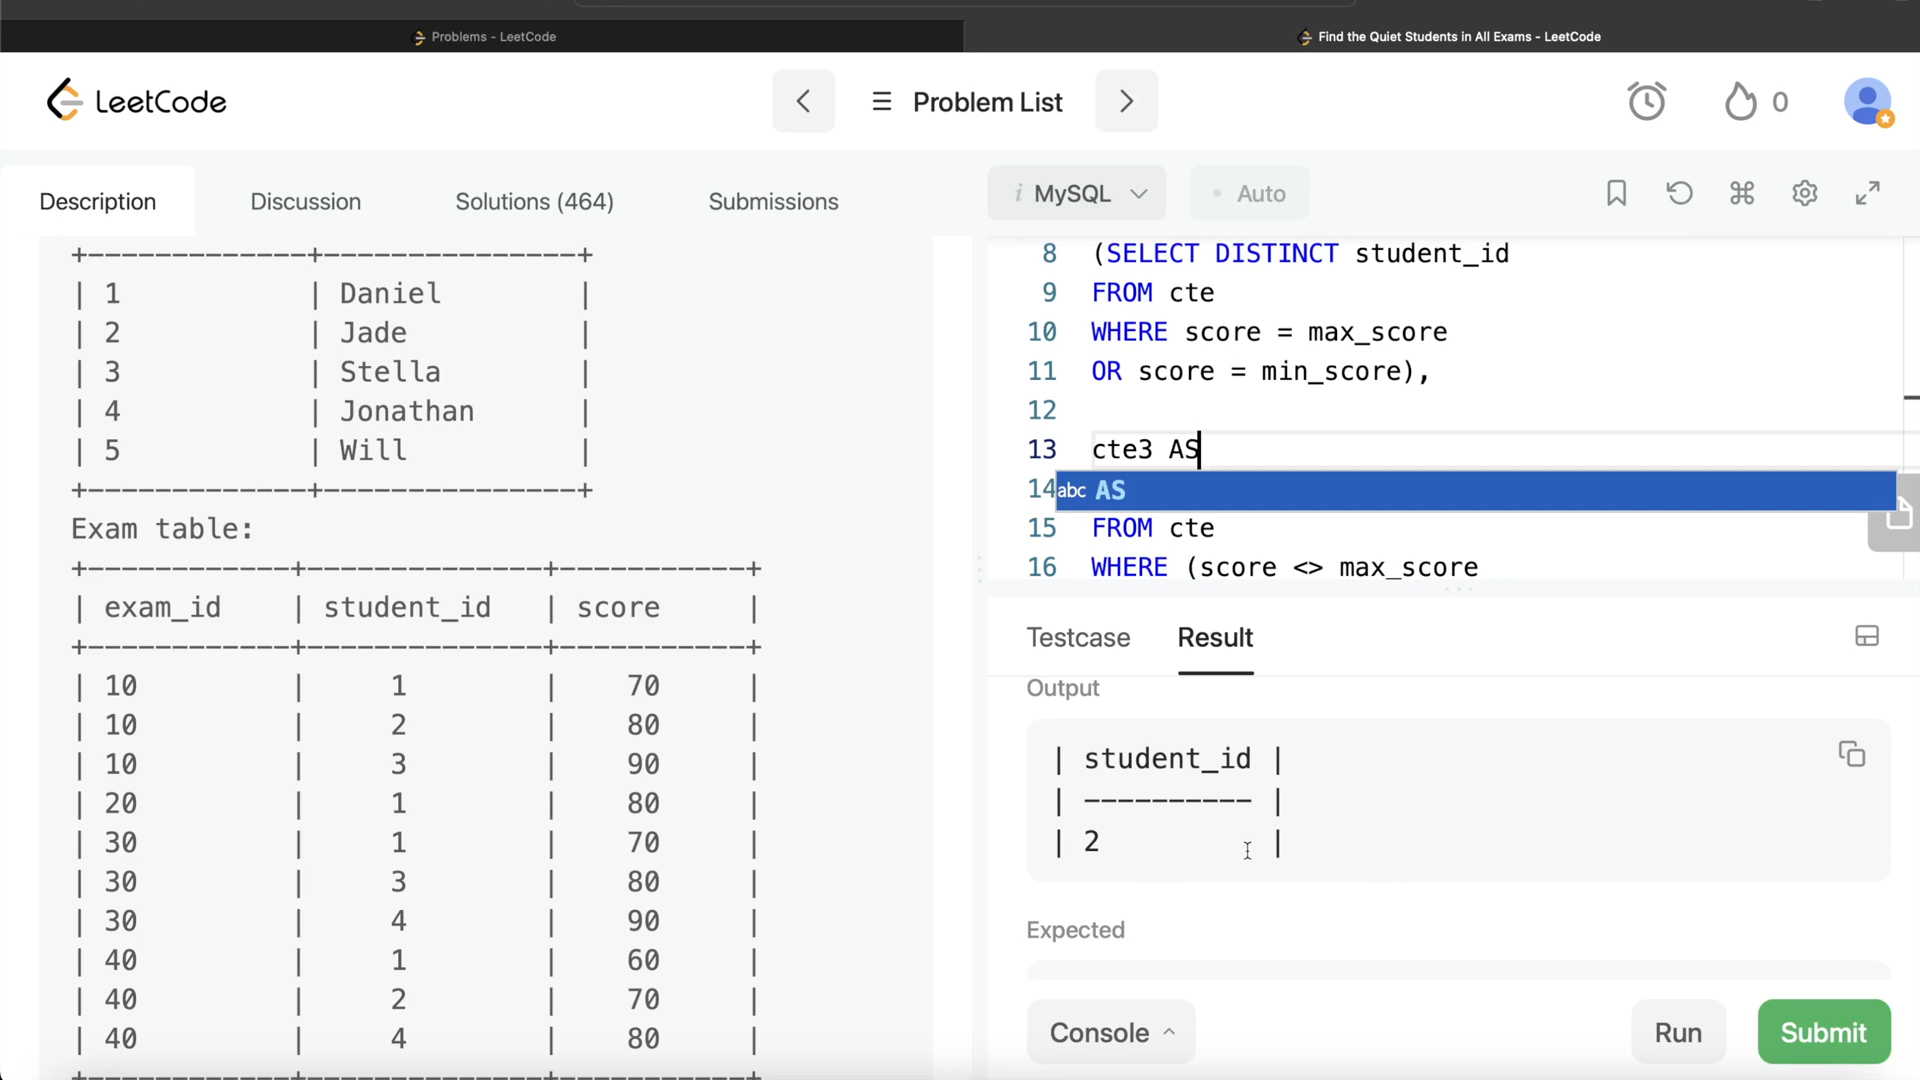 Problems - LeetCode
Find the Quiet Students in All Exams - LeetCode
LeetCode
Problem List
0
Description
Discussion
Solutions (464)
Submissions
i MySQL
Auto
+-------------+---------------+
| 1 | Daniel |
| 2 | Jade |
| 3 | Stella |
| 4 | Jonathan |
| 5 | Will |
+-------------+---------------+
Exam table:
+------------+--------------+-----------+
| exam_id | student_id | score |
+------------+--------------+-----------+
| 10 | 1 | 70 |
| 10 | 2 | 80 |
| 10 | 3 | 90 |
| 20 | 1 | 80 |
| 30 | 1 | 70 |
| 30 | 3 | 80 |
| 30 | 4 | 90 |
| 40 | 1 | 60 |
| 40 | 2 | 70 |
| 40 | 4 | 80 |
+------------+--------------+-----------+
8 (SELECT DISTINCT student_id
9 FROM cte
10 WHERE score = max_score
11 OR score = min_score),
12
13 cte3 AS
14 abc AS
15 FROM cte
16 WHERE (score <> max_score
Testcase
Result
Output
| student_id |
| ---------- |
| 2 |
Expected
Console
Run
Submit